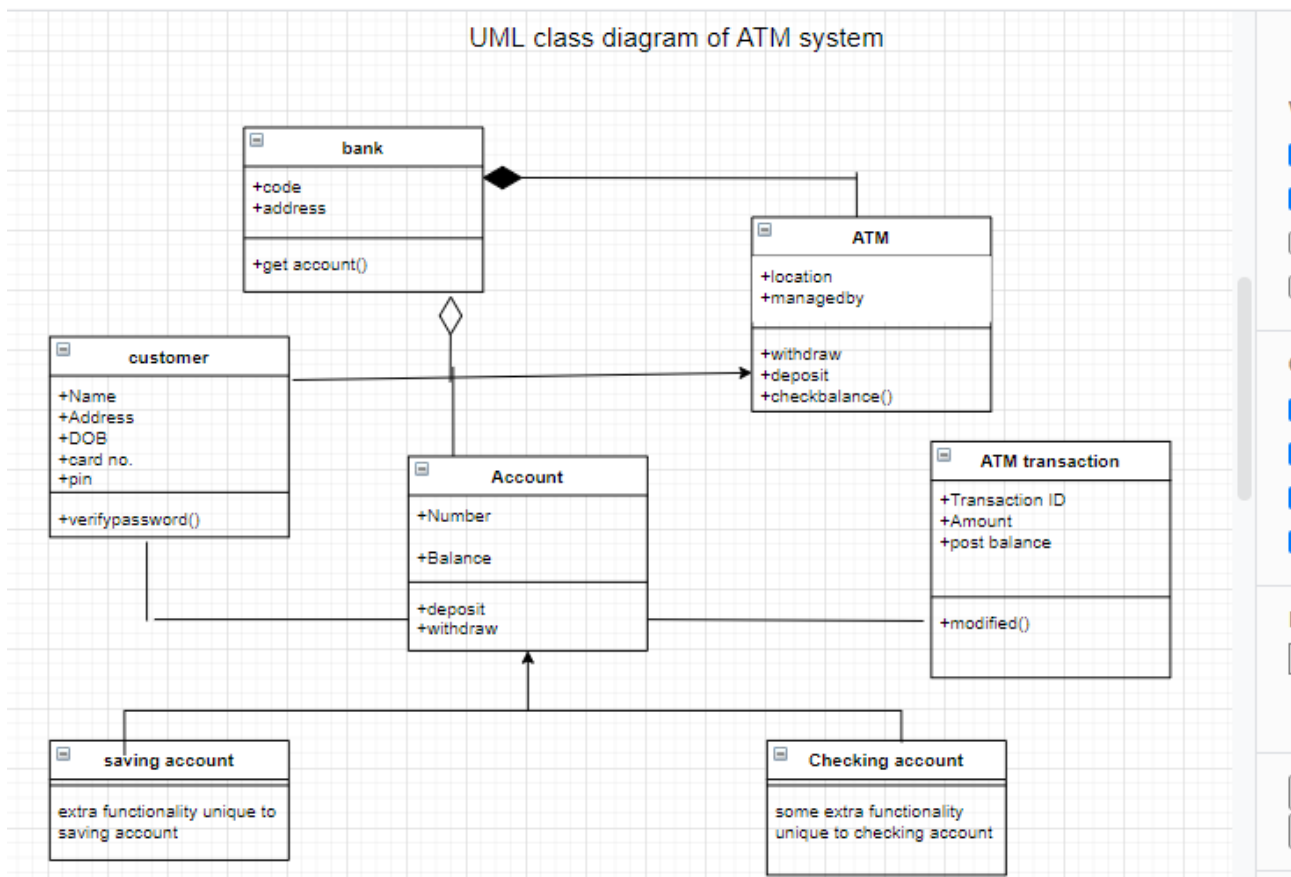 UML class diagram of ATM system
bank
+code
+address
+get account()
ATM
+location
+managedby
+withdraw
+deposit
+checkbalance()
customer
+Name
+Address
+DOB
+card no.
+pin
+verifypassword()
Account
+Number
+Balance
+deposit
+withdraw
ATM transaction
+Transaction ID
+Amount
+post balance
+modified()
saving account
extra functionality unique to
saving account
Checking account
some extra functionality
unique to checking account